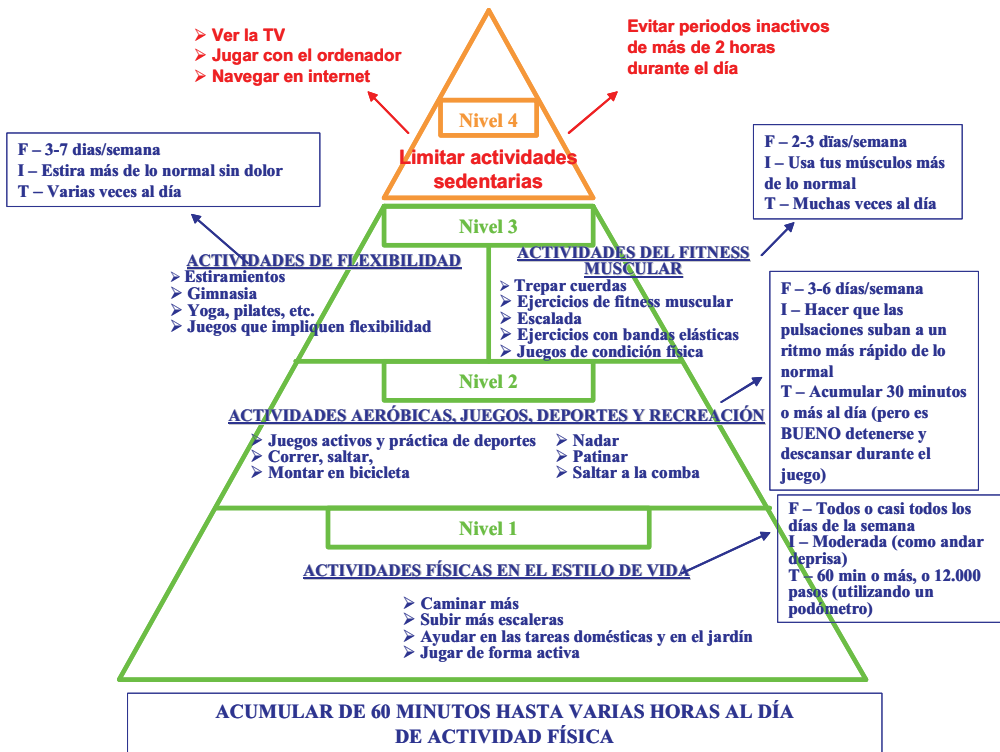 ➢ Ver la TV
➢ Jugar con el ordenador
➢ Navegar en internet
Evitar periodos inactivos
de más de 2 horas
durante el día
Nivel 4
Limitar actividades
sedentarias
F – 3-7 dias/semana
I – Estira más de lo normal sin dolor
T – Varias veces al día
F – 2-3 dïas/semana
I – Usa tus músculos más
de lo normal
T – Muchas veces al día
Nivel 3
ACTIVIDADES DE FLEXIBILIDAD
➢ Estiramientos
➢ Gimnasia
➢ Yoga, pilates, etc.
➢ Juegos que impliquen flexibilidad
ACTIVIDADES DEL FITNESS
MUSCULAR
➢ Trepar cuerdas
➢ Ejercicios de fitness muscular
➢ Escalada
➢ Ejercicios con bandas elásticas
➢ Juegos de condición física
F – 3-6 días/semana
I – Hacer que las
pulsaciones suban a un
ritmo más rápido de lo
normal
T – Acumular 30 minutos
o más al día (pero es
BUENO detenerse y
descansar durante el
juego)
Nivel 2
ACTIVIDADES AERÓBICAS, JUEGOS, DEPORTES Y RECREACIÓN
➢ Juegos activos y práctica de deportes
➢ Correr, saltar,
➢ Montar en bicicleta
➢ Nadar
➢ Patinar
➢ Saltar a la comba
Nivel 1
ACTIVIDADES FÍSICAS EN EL ESTILO DE VIDA
➢ Caminar más
➢ Subir más escaleras
➢ Ayudar en las tareas domésticas y en el jardín
➢ Jugar de forma activa
F – Todos o casi todos los
días de la semana
I – Moderada (como andar
deprisa)
T – 60 min o más, o 12.000
pasos (utilizando un
podómetro)
ACUMULAR DE 60 MINUTOS HASTA VARIAS HORAS AL DÍA
DE ACTIVIDAD FÍSICA